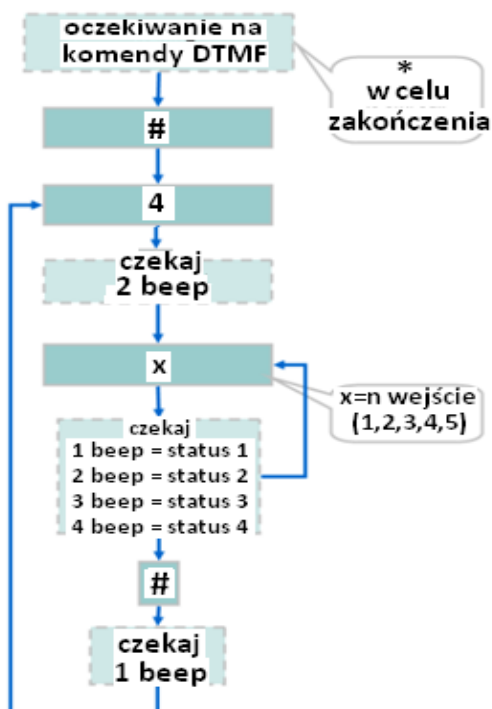 oczekiwanie na
komendy DTMF
*
w celu
zakończenia
#
4
czekaj
2 beep
x
x=n wejście
(1,2,3,4,5)
czekaj
1 beep = status 1
2 beep = status 2
3 beep = status 3
4 beep = status 4
#
czekaj
1 beep